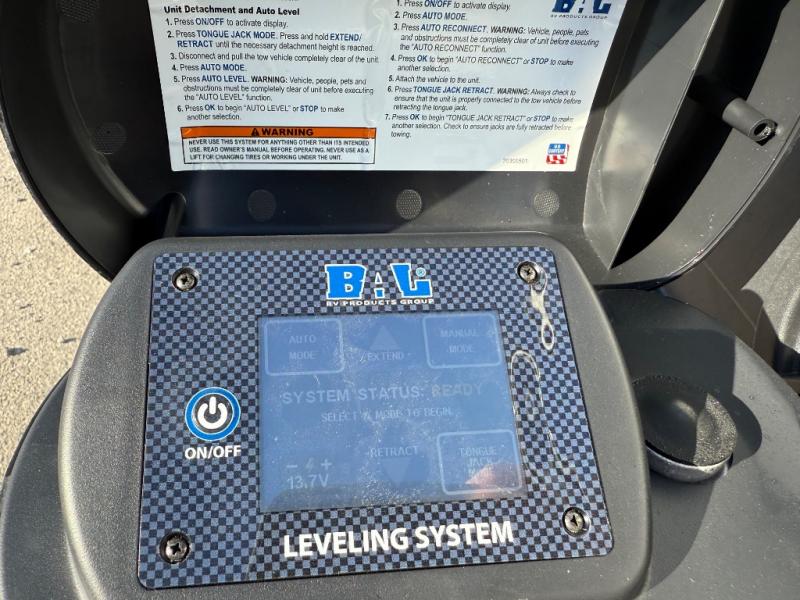 Unit Detachment and Auto Level
1. Press ON/OFF to activate display.
2. Press TONGUE JACK MODE. Press and hold EXTEND/
RETRACT until the necessary detachment height is reached.
3. Disconnect and pull the tow vehicle completely clear of the unit.
4. Press AUTO MODE.
5. Press AUTO LEVEL. WARNING: Vehicle, people, pets and
obstructions must be completely clear of unit before executing
the "AUTO LEVEL" function.
6. Press OK to begin "AUTO LEVEL" or STOP to make
another selection.
WARNING
NEVER USE THIS SYSTEM FOR ANYTHING OTHER THAN ITS INTENDED
USE. READ OWNER'S MANUAL BEFORE OPERATING. NEVER USE AS A
LIFT FOR CHANGING TIRES OR WORKING UNDER THE UNIT.
BAL
RV PRODUCTS GROUP
1. Press ON/OFF to activate display.
2. Press AUTO MODE.
3. Press AUTO RECONNECT. WARNING: Vehicle, people, pets
and obstructions must be completely clear of unit before executing
the "AUTO RECONNECT" function.
4. Press OK to begin "AUTO RECONNECT" or STOP to make
another selection.
5. Attach the vehicle to the unit.
6. Press TONGUE JACK RETRACT. WARNING: Always check to
ensure that the unit is properly connected to the tow vehicle before
retracting the tongue jack.
7. Press OK to begin "TONGUE JACK RETRACT" or STOP to make
another selection. Check to ensure jacks are fully retracted before
towing.
BAL®
RV PRODUCTS GROUP
AUTO
MODE
EXTEND
MANUAL
MODE
SYSTEM STATUS: READY
SELECT A MODE TO BEGIN
RETRACT
TONGUE
JACK
- +
13.7V
ON/OFF
LEVELING SYSTEM